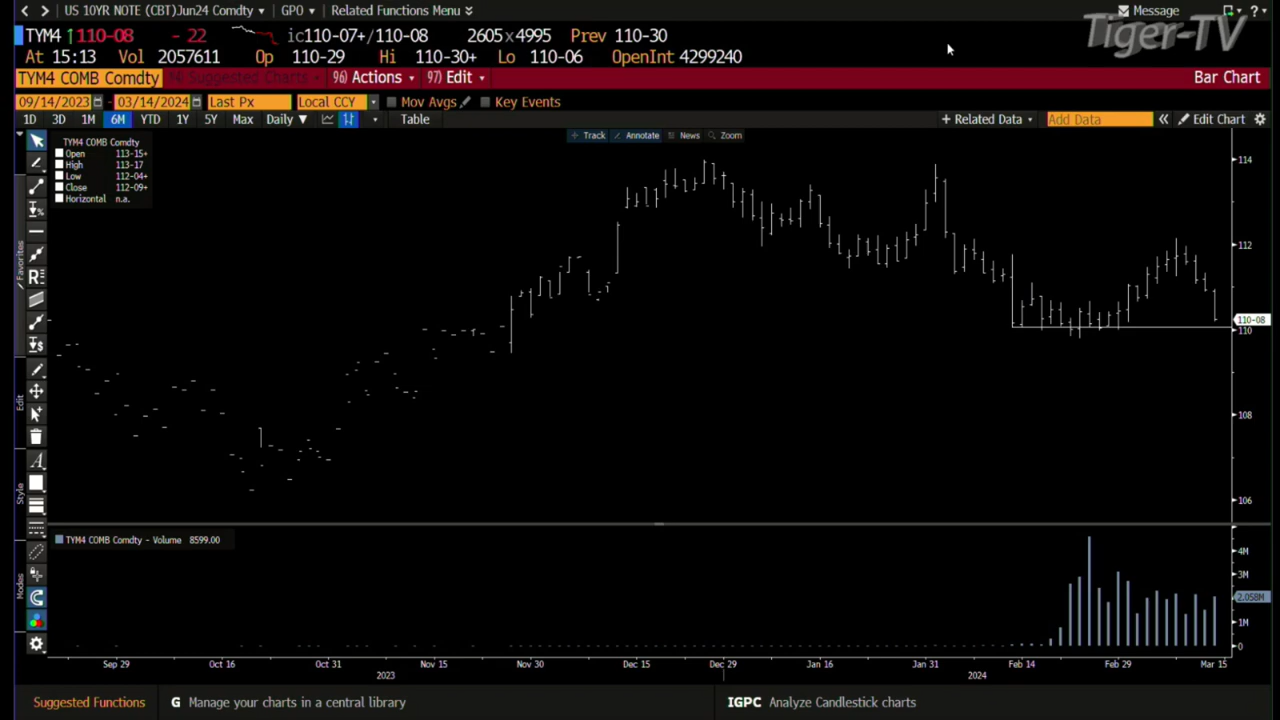 US 10YR NOTE (CBT)Jun24 Comdty GPO Related Functions Menu Message ?
Tiger-TV
TYM4 ↑110-08 - 22 ic110-07+/110-08 2605x4995 Prev 110-30
At 15:13 Vol 2057611 Op 110-29 Hi 110-30+ Lo 110-06 OpenInt 4299240
TYM4 COMB Comdty 94) Suggested Charts 96) Actions 97) Edit Bar Chart
09/14/2023 - 03/14/2024 Last Px Local CCY Mov Avgs Key Events
1D 3D 1M 6M YTD 1Y 5Y Max Daily ▼ Table + Related Data Add Data « Edit Chart
Track Annotate News Zoom
TYM4 COMB Comdty
Open 113-15+
High 113-17
Low 112-04+
Close 112-09+
Horizontal n.a.
114
112
110-08
110
108
106
Favorites
Edit
Style
Modes
TYM4 COMB Comdty - Volume 8599.00
4M
3M
2.058M
1M
0
Sep 29 Oct 16 Oct 31 Nov 15 Nov 30 Dec 15 Dec 29 Jan 16 Jan 31 Feb 14 Feb 29 Mar 15
2023 2024
Suggested Functions G Manage your charts in a central library IGPC Analyze Candlestick charts